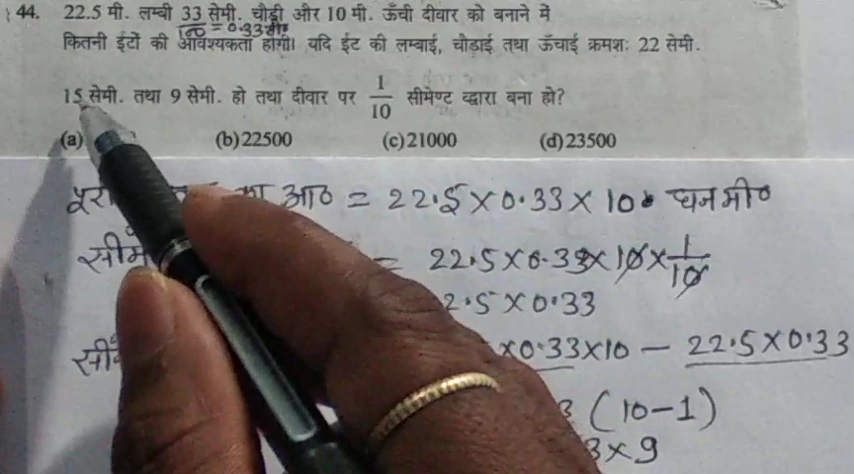 44. 22.5 मी. लम्बी 33 सेमी. चौड़ी और 10 मी. ऊँची दीवार को बनाने में
100 = 0.33 मी०
कितनी ईंटों की आवश्यकता होगी। यदि ईंट की लम्बाई, चौड़ाई तथा ऊँचाई क्रमशः 22 सेमी.
15 सेमी. तथा 9 सेमी. हो तथा दीवार पर 1/10 सीमेण्ट व्दारा बना हो?
(a) (b) 22500 (c) 21000 (d) 23500
का आ० = 22.5 × 0.33 × 10 घन मी०
= 22.5 × 0.33 × 10 × 1/10
2.5 × 0.33
× 0.33 × 10 − 22.5 × 0.33
(10 − 1)
3 × 9